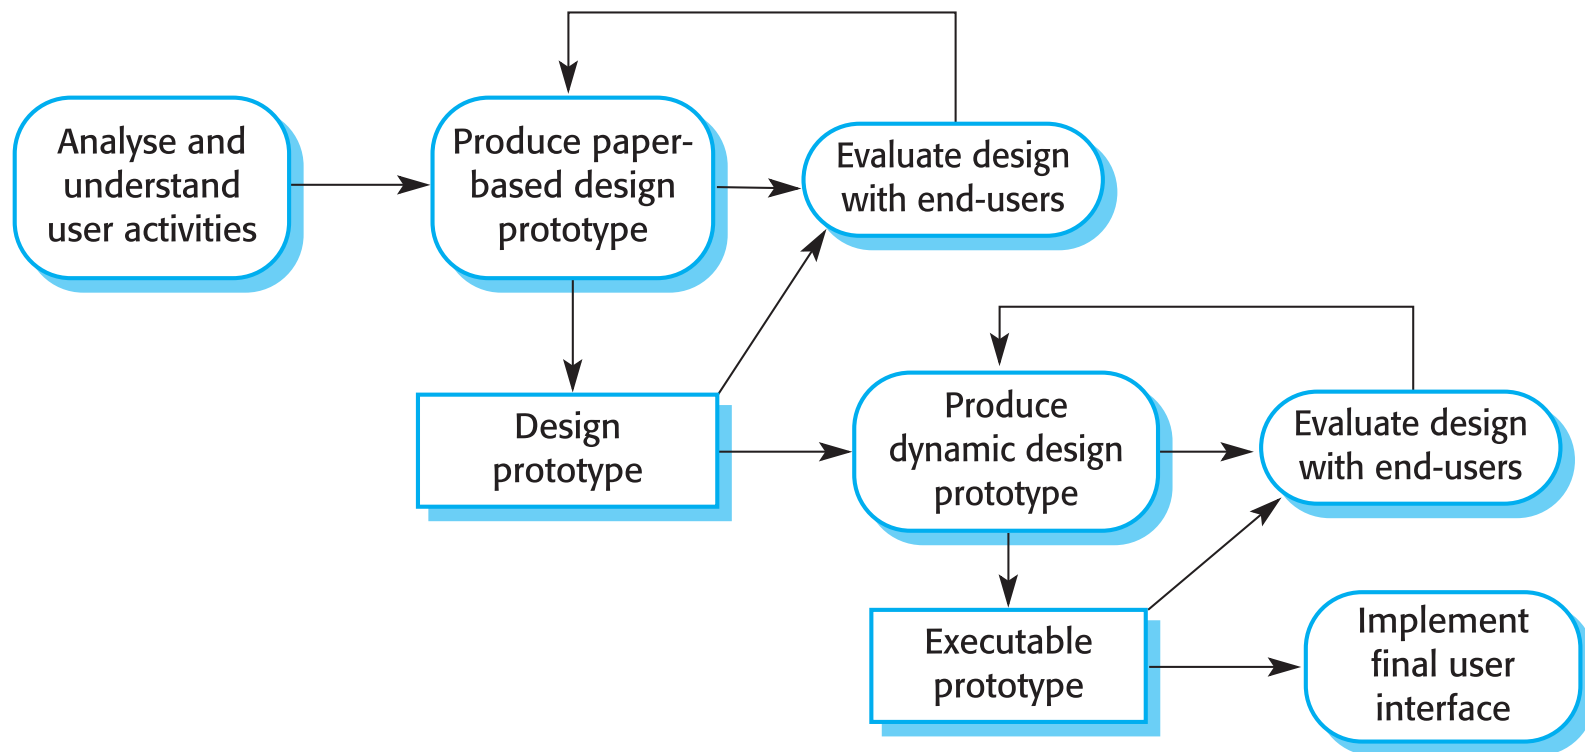 Analyse and
understand
user activities
Produce paper-
based design
prototype
Evaluate design
with end-users
Design
prototype
Produce
dynamic design
prototype
Evaluate design
with end-users
Executable
prototype
Implement
final user
interface